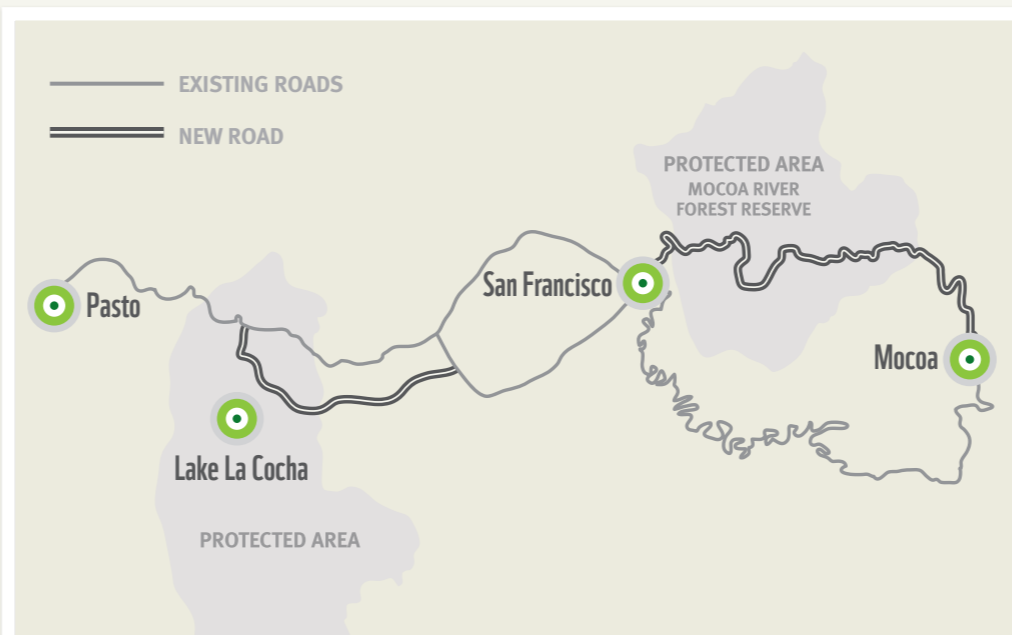 EXISTING ROADS
NEW ROAD
PROTECTED AREA
MOCOA RIVER
FOREST RESERVE
San Francisco
Pasto
Mocoa
Lake La Cocha
PROTECTED AREA